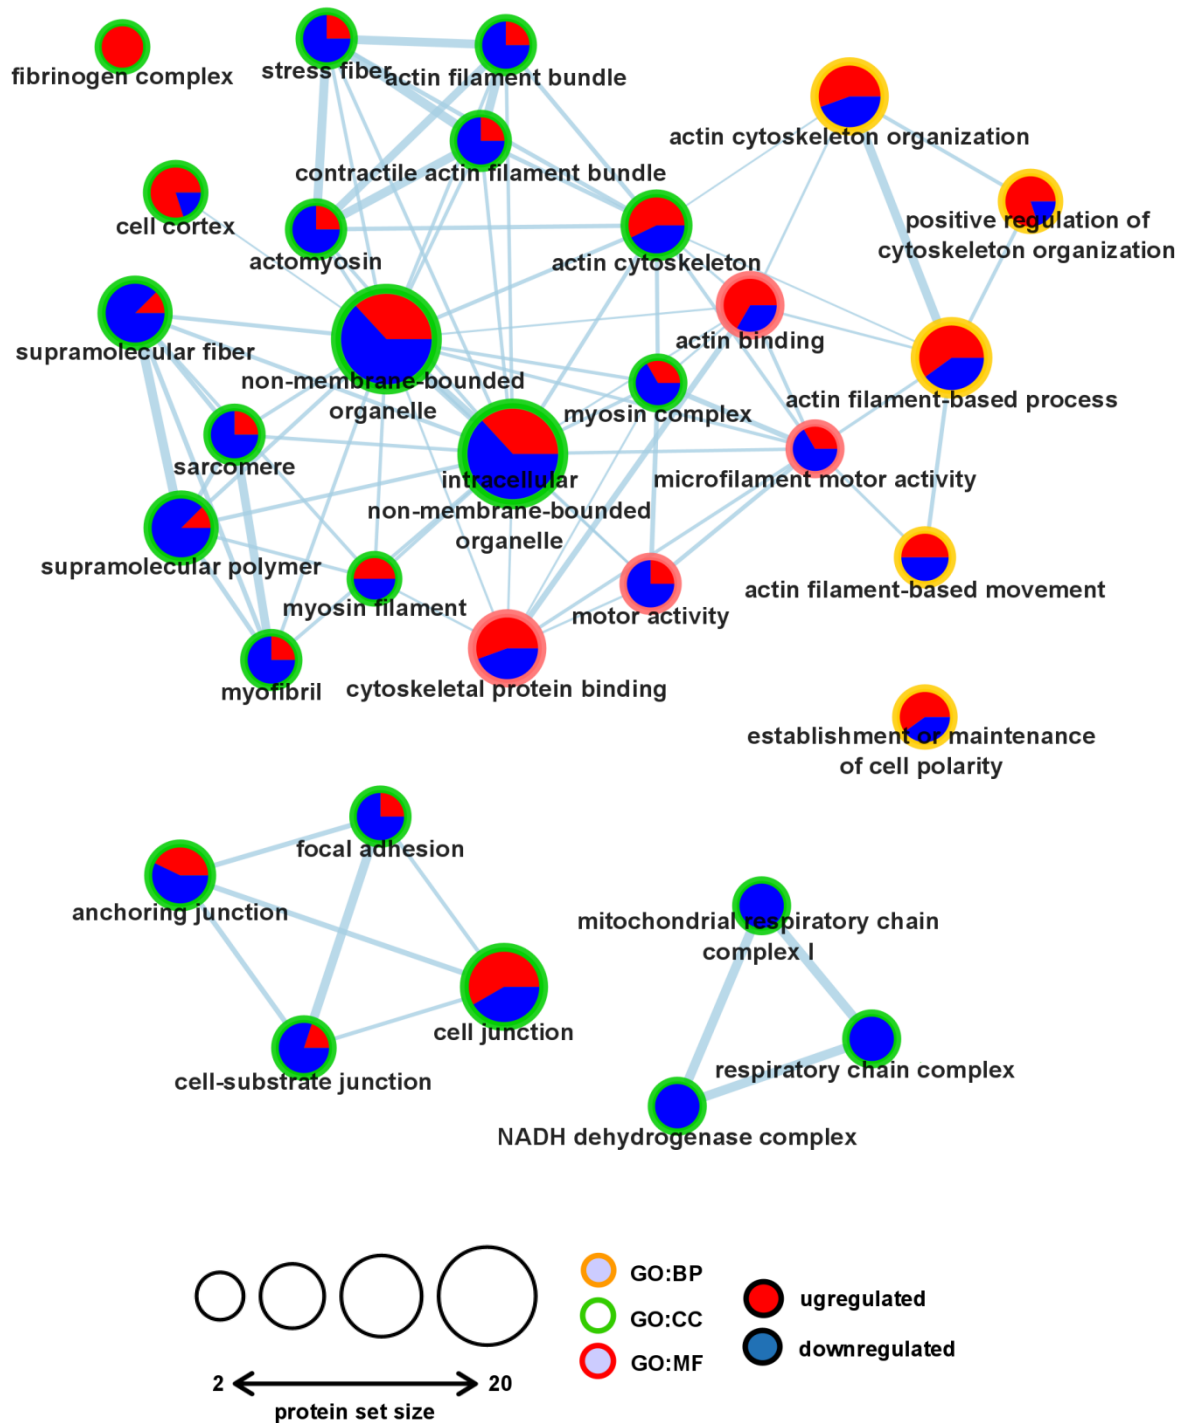 fibrinogen complex
stress fiber
actin filament bundle
actin cytoskeleton organization
contractile actin filament bundle
cell cortex
positive regulation of
cytoskeleton organization
actomyosin
actin cytoskeleton
supramolecular fiber
non-membrane-bounded
organelle
actin binding
actin filament-based process
myosin complex
sarcomere
intracellular
non-membrane-bounded
organelle
microfilament motor activity
supramolecular polymer
myosin filament
motor activity
actin filament-based movement
myofibril
cytoskeletal protein binding
establishment or maintenance
of cell polarity
focal adhesion
anchoring junction
cell junction
cell-substrate junction
mitochondrial respiratory chain
complex I
respiratory chain complex
NADH dehydrogenase complex
GO:BP
GO:CC
GO:MF
ugregulated
downregulated
2
20
protein set size